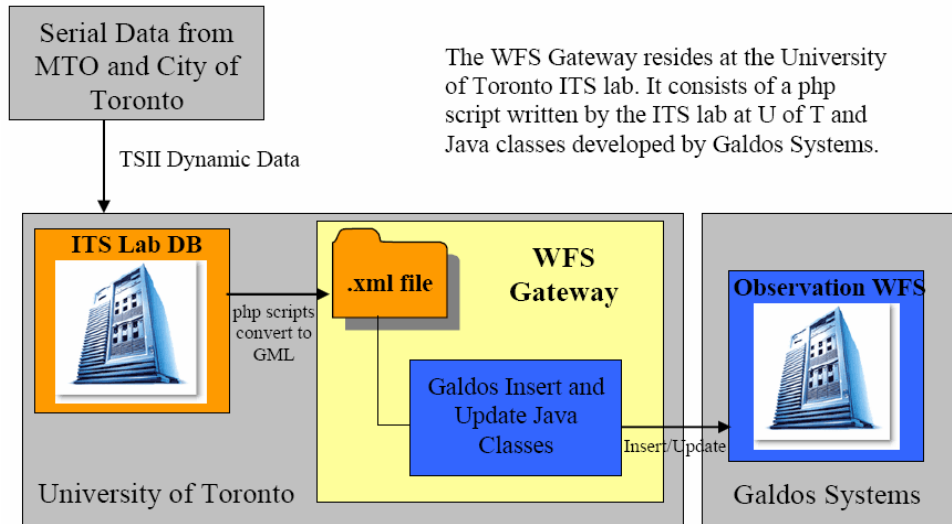 Serial Data from
MTO and City of
Toronto
The WFS Gateway resides at the University
of Toronto ITS lab. It consists of a php
script written by the ITS lab at U of T and
Java classes developed by Galdos Systems.
TSII Dynamic Data
ITS Lab DB
.xml file
WFS
Gateway
Observation WFS
php scripts
convert to
GML
Galdos Insert and
Update Java
Classes
Insert/Update
University of Toronto
Galdos Systems